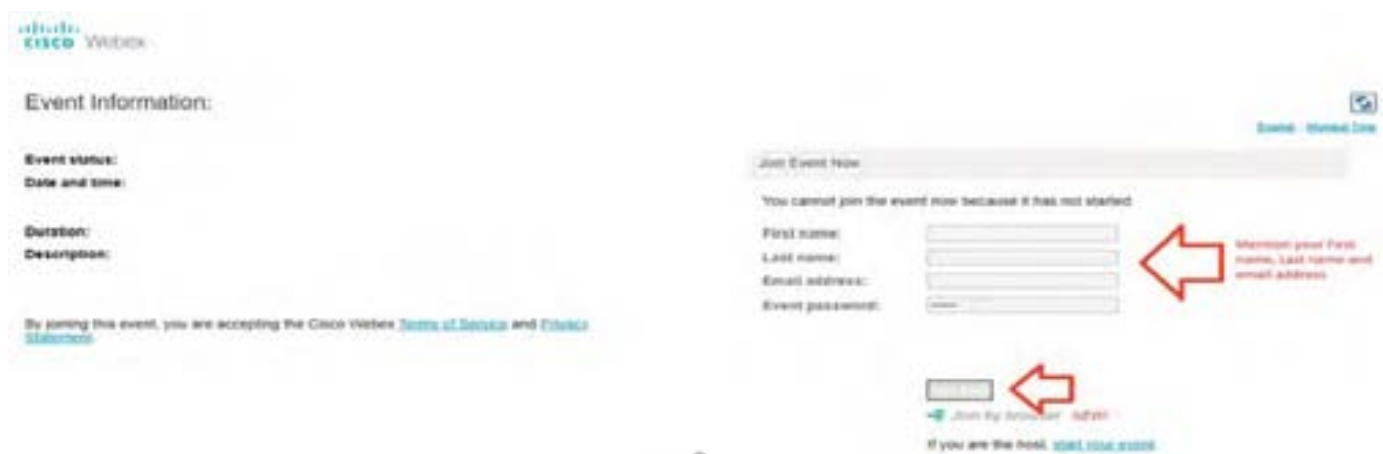 CISCO Webex
Event Information:
Event status:
Date and time:
Duration:
Description:
By joining this event, you are accepting the Cisco Webex Terms of Service and Privacy
Statement.
Join Event Now
You cannot join the event now because it has not started.
First name:
Last name:
Email address:
Event password:
Mention your First
name, Last name and
email address
Join by browser NEW!
If you are the host, start your event.